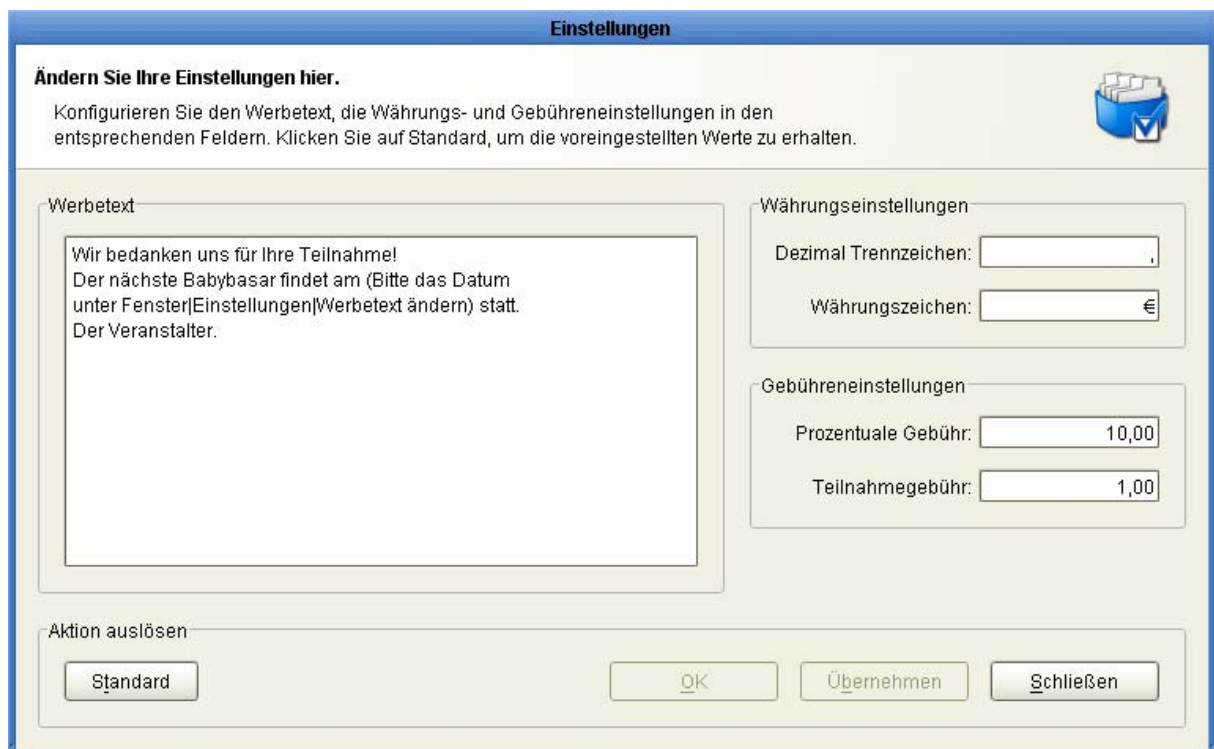 Einstellungen
Ändern Sie Ihre Einstellungen hier.
Konfigurieren Sie den Werbetext, die Währungs- und Gebühreneinstellungen in den
entsprechenden Feldern. Klicken Sie auf Standard, um die voreingestellten Werte zu erhalten.
Werbetext
Wir bedanken uns für Ihre Teilnahme!
Der nächste Babybasar findet am (Bitte das Datum
unter Fenster|Einstellungen|Werbetext ändern) statt.
Der Veranstalter.
Währungseinstellungen
Dezimal Trennzeichen: ,
Währungszeichen: €
Gebühreneinstellungen
Prozentuale Gebühr: 10,00
Teilnahmegebühr: 1,00
Aktion auslösen
Standard OK Übernehmen Schließen